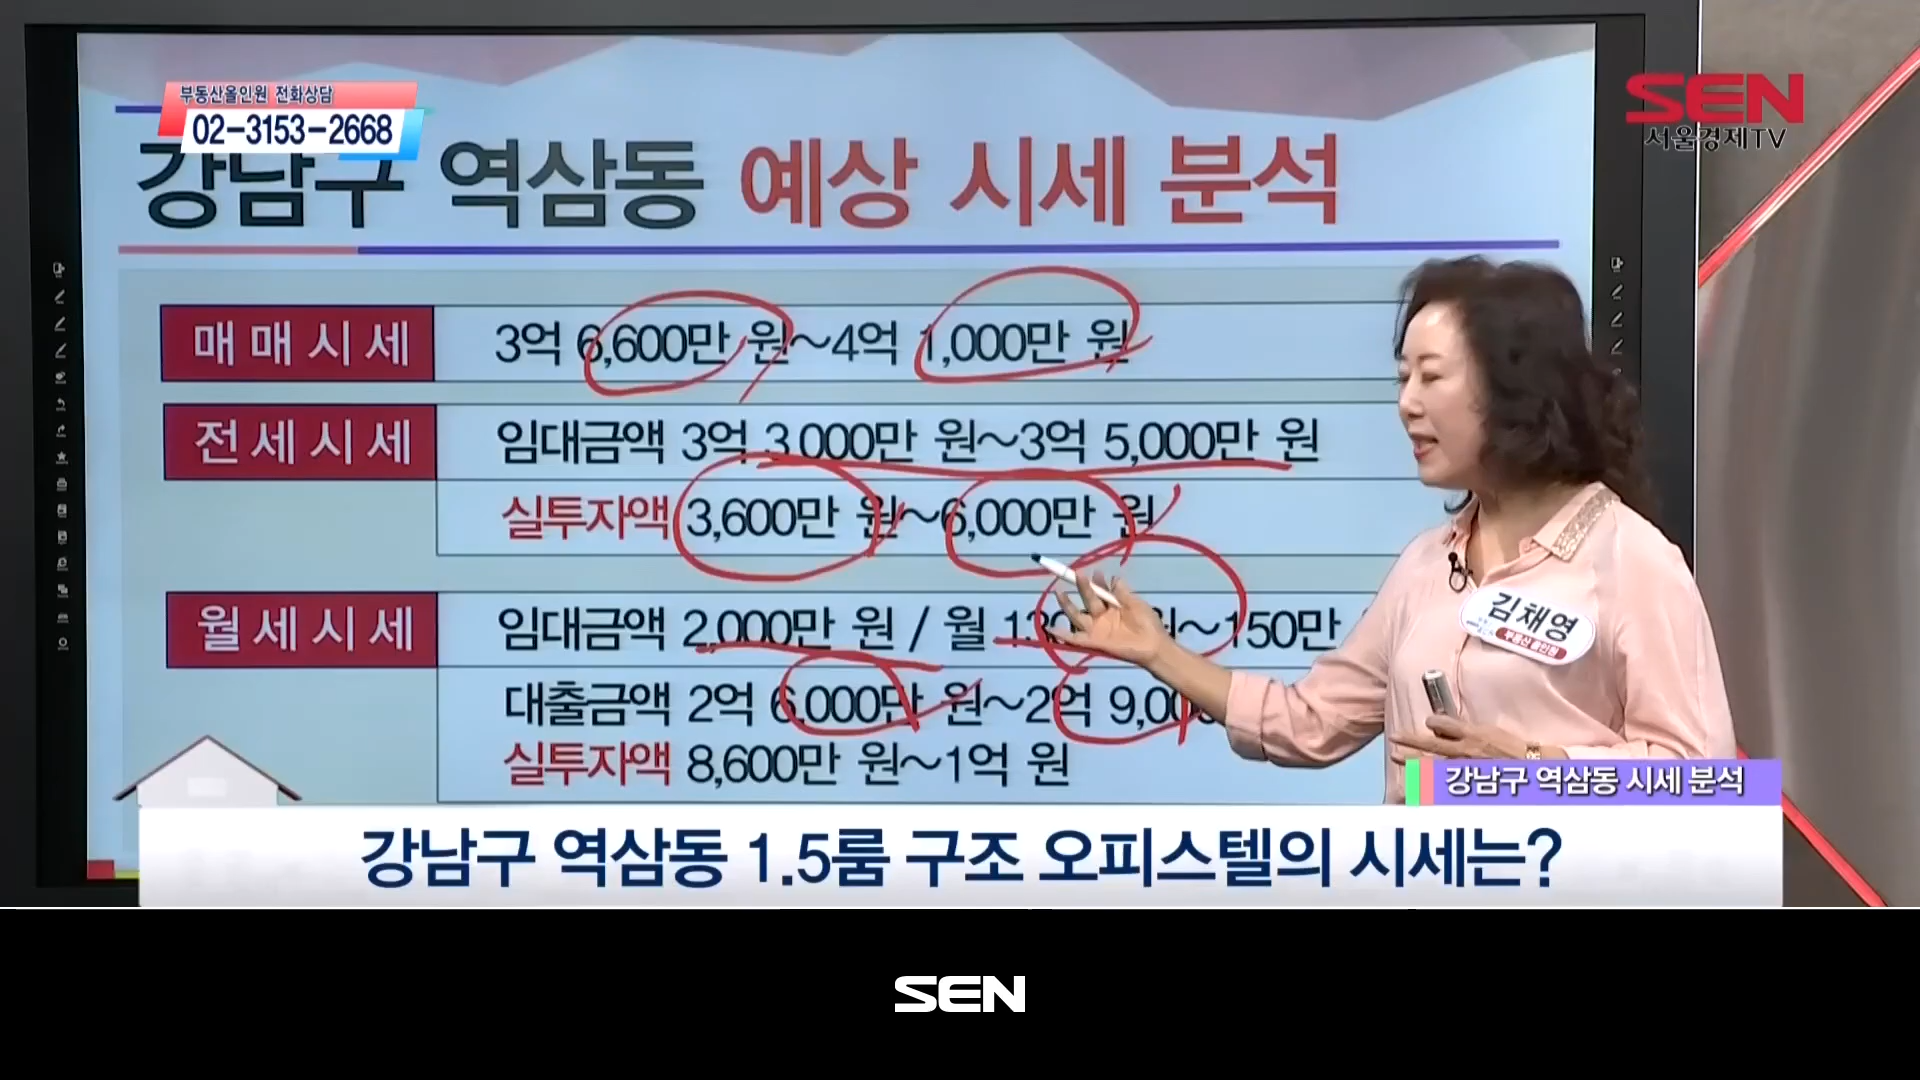 부동산올인원 전화상담
02-3153-2668
SEN
서울경제TV
강남구 역삼동 예상 시세 분석
매매시세 3억 6,600만 원~4억 1,000만 원
전세시세 임대금액 3억 3,000만 원~3억 5,000만 원
실투자액 3,600만 원~6,000만 원
월세시세 임대금액 2,000만 원 / 월 ~150만
대출금액 2억 6,000만 원~2억
실투자액 8,600만 원~1억 원
김채영
부동산 올인원
강남구 역삼동 시세 분석
강남구 역삼동 1.5룸 구조 오피스텔의 시세는?
SEN